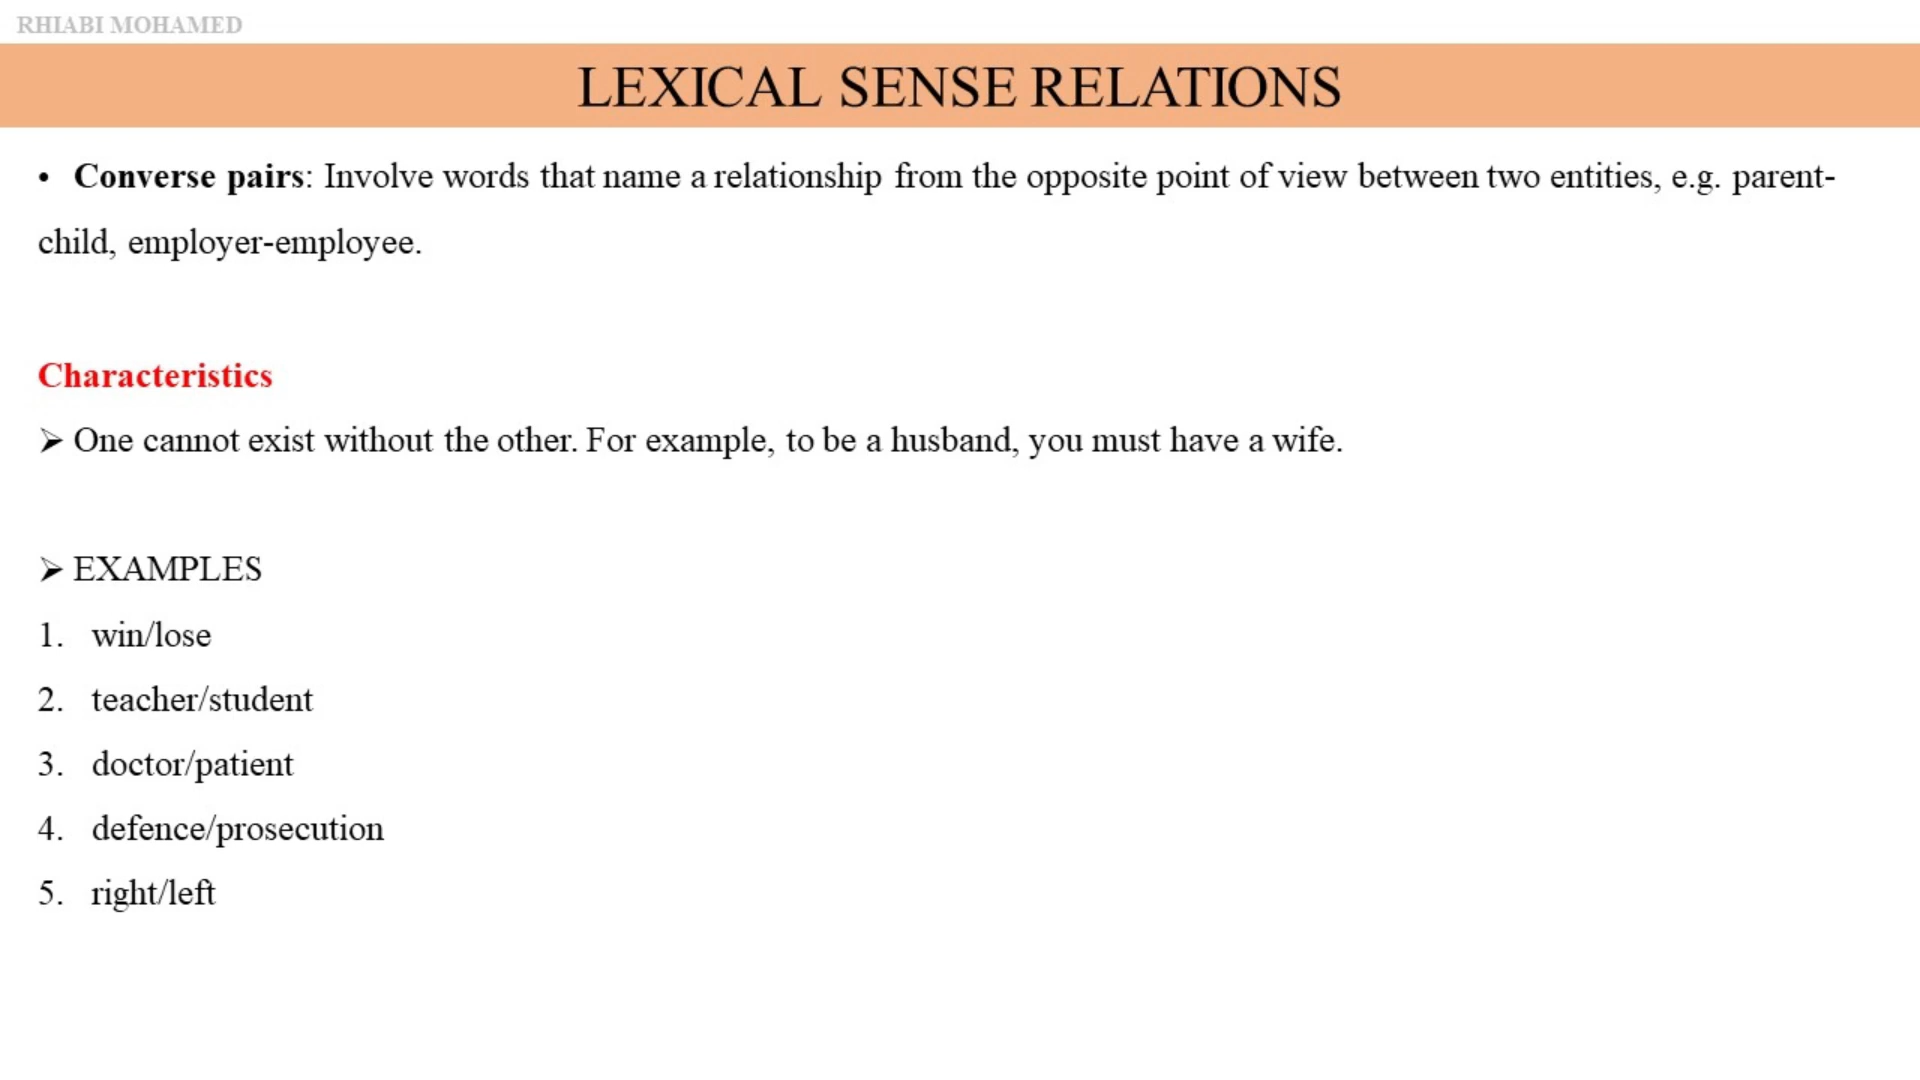 RHIABI MOHAMED
LEXICAL SENSE RELATIONS
• Converse pairs: Involve words that name a relationship from the opposite point of view between two entities, e.g. parent-
child, employer-employee.
Characteristics
➢ One cannot exist without the other. For example, to be a husband, you must have a wife.
➢ EXAMPLES
1. win/lose
2. teacher/student
3. doctor/patient
4. defence/prosecution
5. right/left